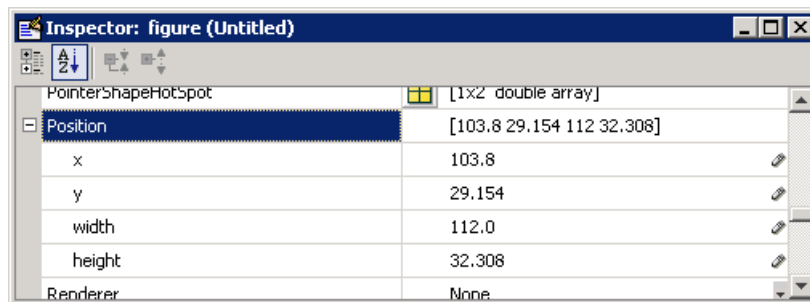 Inspector: figure (Untitled)
PointerShapeHotSpot [1x2 double array]
Position [103.8 29.154 112 32.308]
x 103.8
y 29.154
width 112.0
height 32.308
Renderer None